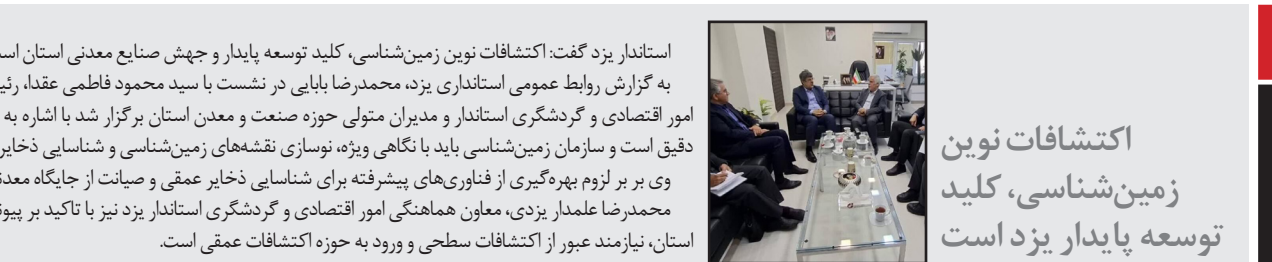 اکتشافات نوین
زمین‌شناسی، کلید
توسعه پایدار یزد است
استاندار یزد گفت: اکتشافات نوین زمین‌شناسی، کلید توسعه پایدار و جهش صنایع معدنی استان
به گزارش روابط عمومی استانداری یزد، محمدرضا بابایی در نشست با سید محمود فاطمی عقدا،
امور اقتصادی و گردشگری استاندار و مدیران متولی حوزه صنعت و معدن استان برگزار شد با اشاره به
دقیق است و سازمان زمین‌شناسی باید با نگاهی ویژه، نوسازی نقشه‌های زمین‌شناسی و شناسایی ذخایر
وی بر بر لزوم بهره‌گیری از فناوری‌های پیشرفته برای شناسایی ذخایر عمقی و صیانت از جایگاه
محمدرضا علمدار یزدی، معاون هماهنگی امور اقتصادی و گردشگری استاندار یزد نیز با تاکید بر
استان، نیازمند عبور از اکتشافات سطحی و ورود به حوزه اکتشافات عمقی است.